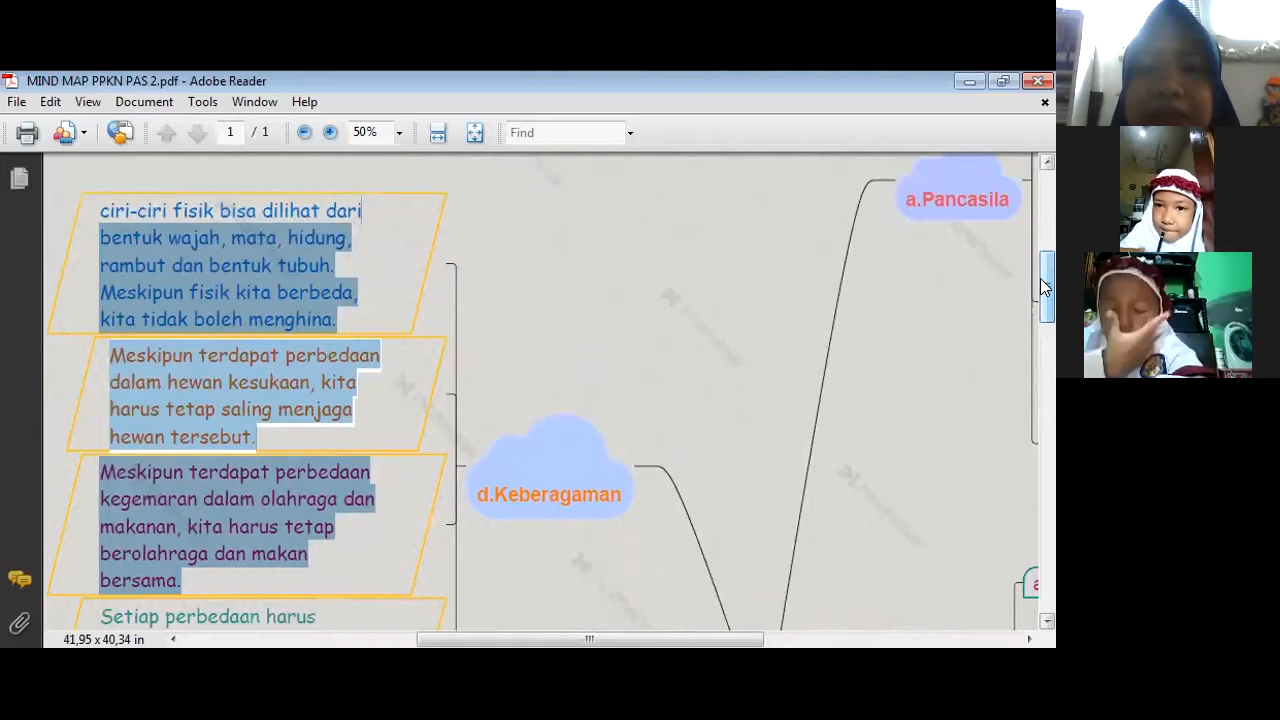 MIND MAP PPKN PAS 2.pdf - Adobe Reader
File Edit View Document Tools Window Help
1 / 1 50% Find
a.Pancasila
ciri-ciri fisik bisa dilihat dari
bentuk wajah, mata, hidung,
rambut dan bentuk tubuh.
Meskipun fisik kita berbeda,
kita tidak boleh menghina.
Meskipun terdapat perbedaan
dalam hewan kesukaan, kita
harus tetap saling menjaga
hewan tersebut.
d.Keberagaman
Meskipun terdapat perbedaan
kegemaran dalam olahraga dan
makanan, kita harus tetap
berolahraga dan makan
bersama.
Setiap perbedaan harus
41,95 x 40,34 in